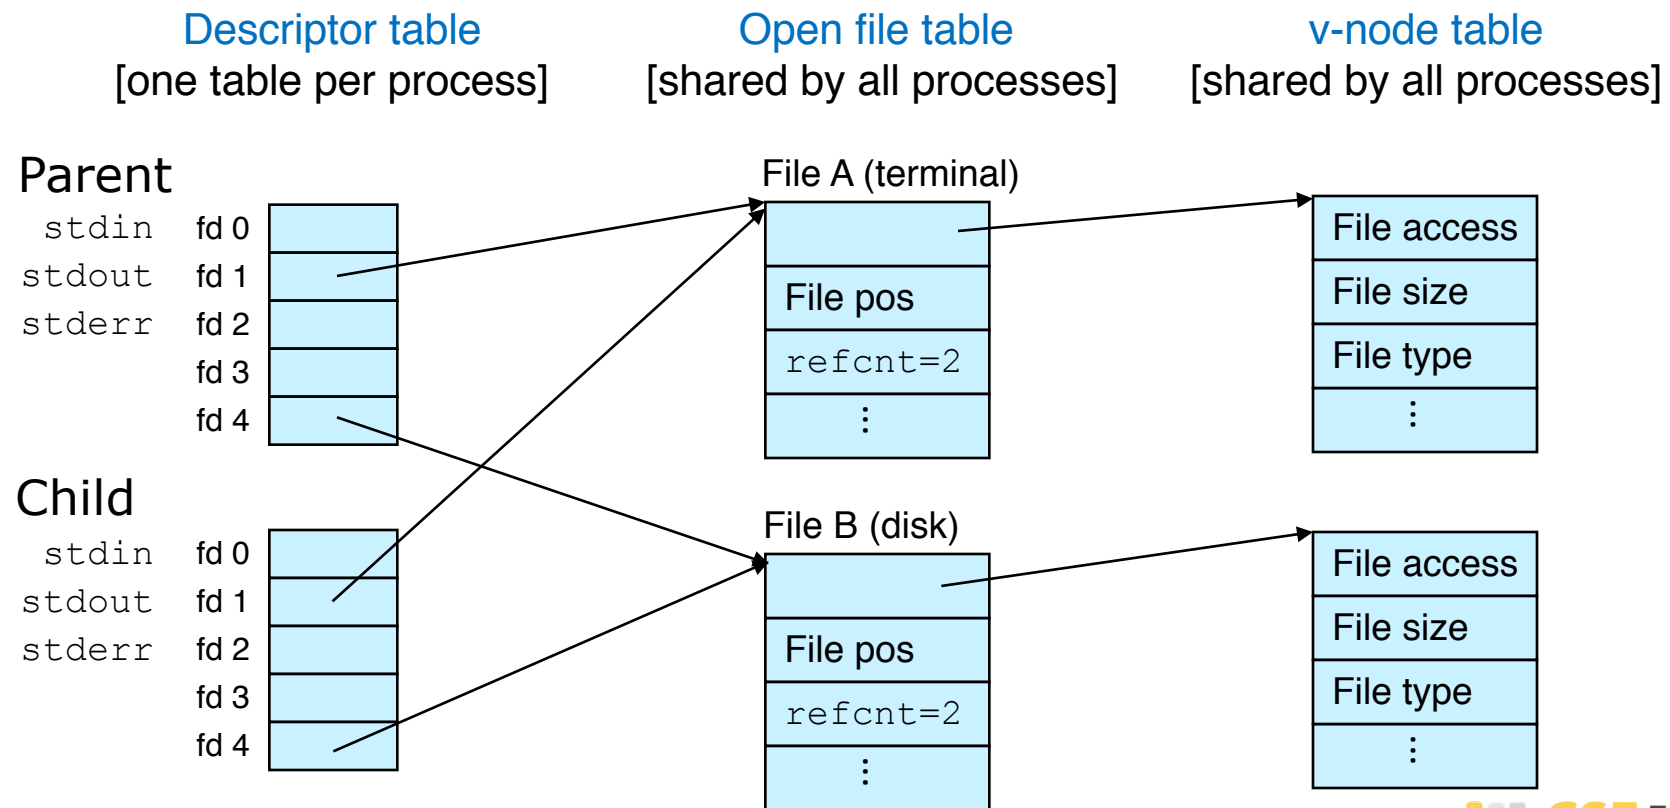 Descriptor table
[one table per process]
Open file table
[shared by all processes]
v-node table
[shared by all processes]
Parent
stdin fd 0
stdout fd 1
stderr fd 2
fd 3
fd 4
Child
stdin fd 0
stdout fd 1
stderr fd 2
fd 3
fd 4
File A (terminal)
File pos
refcnt=2
⋮
File B (disk)
File pos
refcnt=2
⋮
File access
File size
File type
⋮
File access
File size
File type
⋮